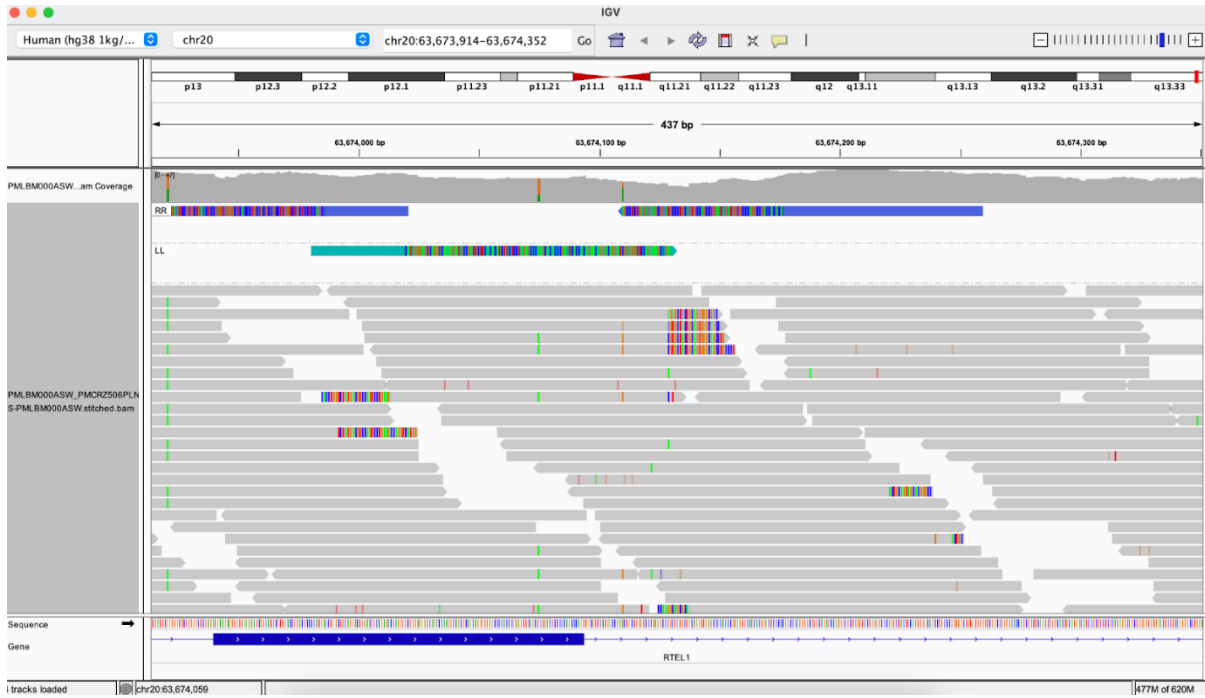 IGV
Human (hg38 1kg/... chr20 chr20:63,673,914-63,674,352 Go
p13 p12.3 p12.2 p12.1 p11.23 p11.21 p11.1 q11.1 q11.21 q11.22 q11.23 q12 q13.11 q13.13 q13.2 q13.31 q13.33
437 bp
63,674,000 bp 63,674,100 bp 63,674,200 bp 63,674,300 bp
PMLBM000ASW...am Coverage
[0 - 47]
RR
LL
PMLBM000ASW_PMCRZ506PLN
S-PMLBM000ASW.stitched.bam
Sequence
Gene
RTEL1
tracks loaded chr20:63,674,059 477M of 620M